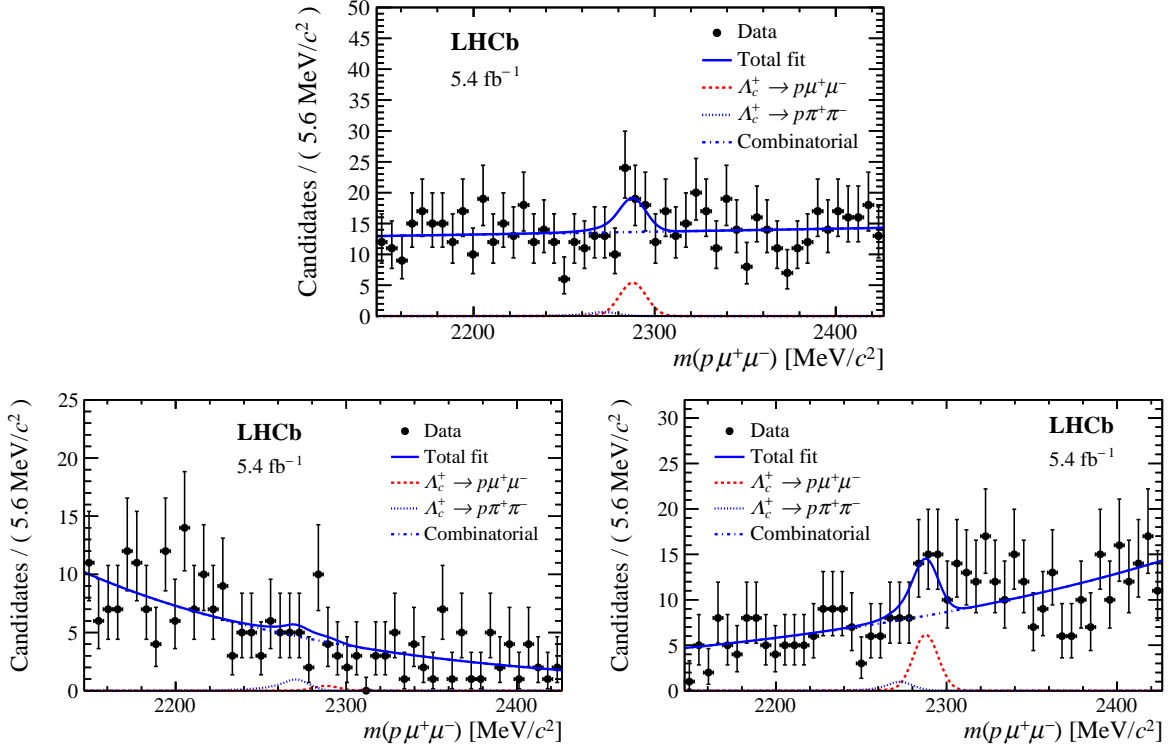 Candidates / ( 5.6 MeV/c² )
50
45
40
35
30
25
20
15
10
5
0
LHCb
5.4 fb⁻¹
Data
Total fit
Λc⁺ → pμ⁺μ⁻
Λc⁺ → pπ⁺π⁻
Combinatorial
2200
2300
2400
m(pμ⁺μ⁻) [MeV/c²]
Candidates / ( 5.6 MeV/c² )
25
20
15
10
5
0
LHCb
5.4 fb⁻¹
Data
Total fit
Λc⁺ → pμ⁺μ⁻
Λc⁺ → pπ⁺π⁻
Combinatorial
2200
2300
2400
m(pμ⁺μ⁻) [MeV/c²]
Candidates / ( 5.6 MeV/c² )
30
25
20
15
10
5
0
Data
Total fit
Λc⁺ → pμ⁺μ⁻
Λc⁺ → pπ⁺π⁻
Combinatorial
LHCb
5.4 fb⁻¹
2200
2300
2400
m(pμ⁺μ⁻) [MeV/c²]